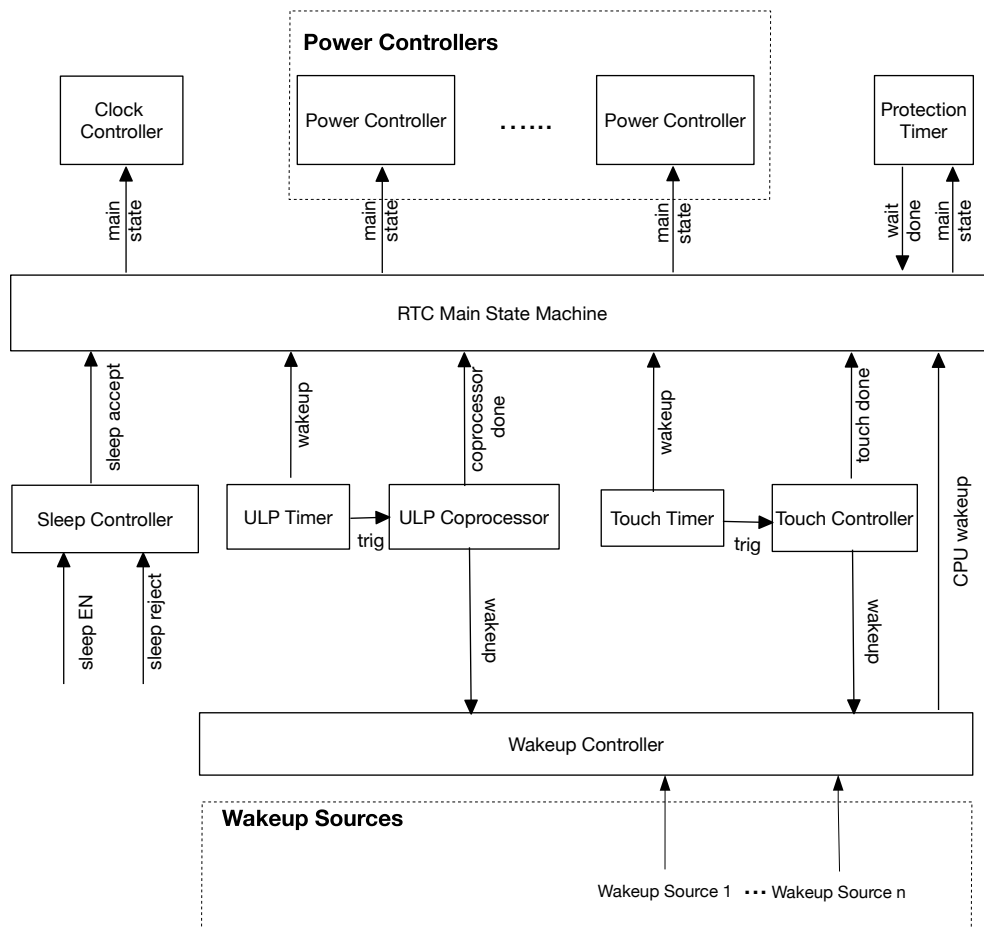 Power Controllers
Clock
Controller
Power Controller
......
Power Controller
Protection
Timer
main
state
main
state
main
state
wait
done
main
state
RTC Main State Machine
sleep accept
wakeup
coprocessor
done
wakeup
touch done
CPU wakeup
Sleep Controller
ULP Timer
trig
ULP Coprocessor
Touch Timer
trig
Touch Controller
sleep EN
sleep reject
wakeup
wakeup
Wakeup Controller
Wakeup Sources
Wakeup Source 1 ... Wakeup Source n